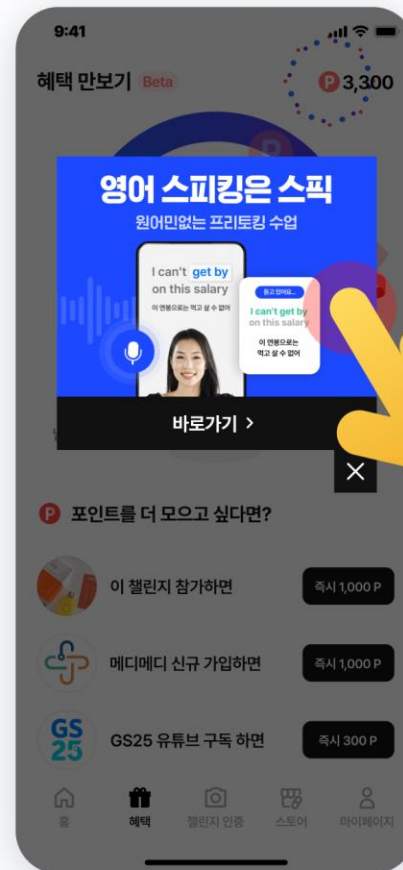 9:41
혜택 만보기 Beta
P 3,300
P
영어 스피킹은 스픽
원어민없는 프리토킹 수업
I can't get by
on this salary
이 연봉으로는 먹고 살 수 없어
듣고 있어요...
I can't get by
on this salary
이 연봉으로는
먹고 살 수 없어
바로가기 >
P 포인트를 더 모으고 싶다면?
이 챌린지 참가하면
즉시 1,000 P
메디메디 신규 가입하면
즉시 1,000 P
GS25
GS25 유튜브 구독 하면
즉시 300 P
홈
혜택
챌린지 인증
스토어
마이페이지